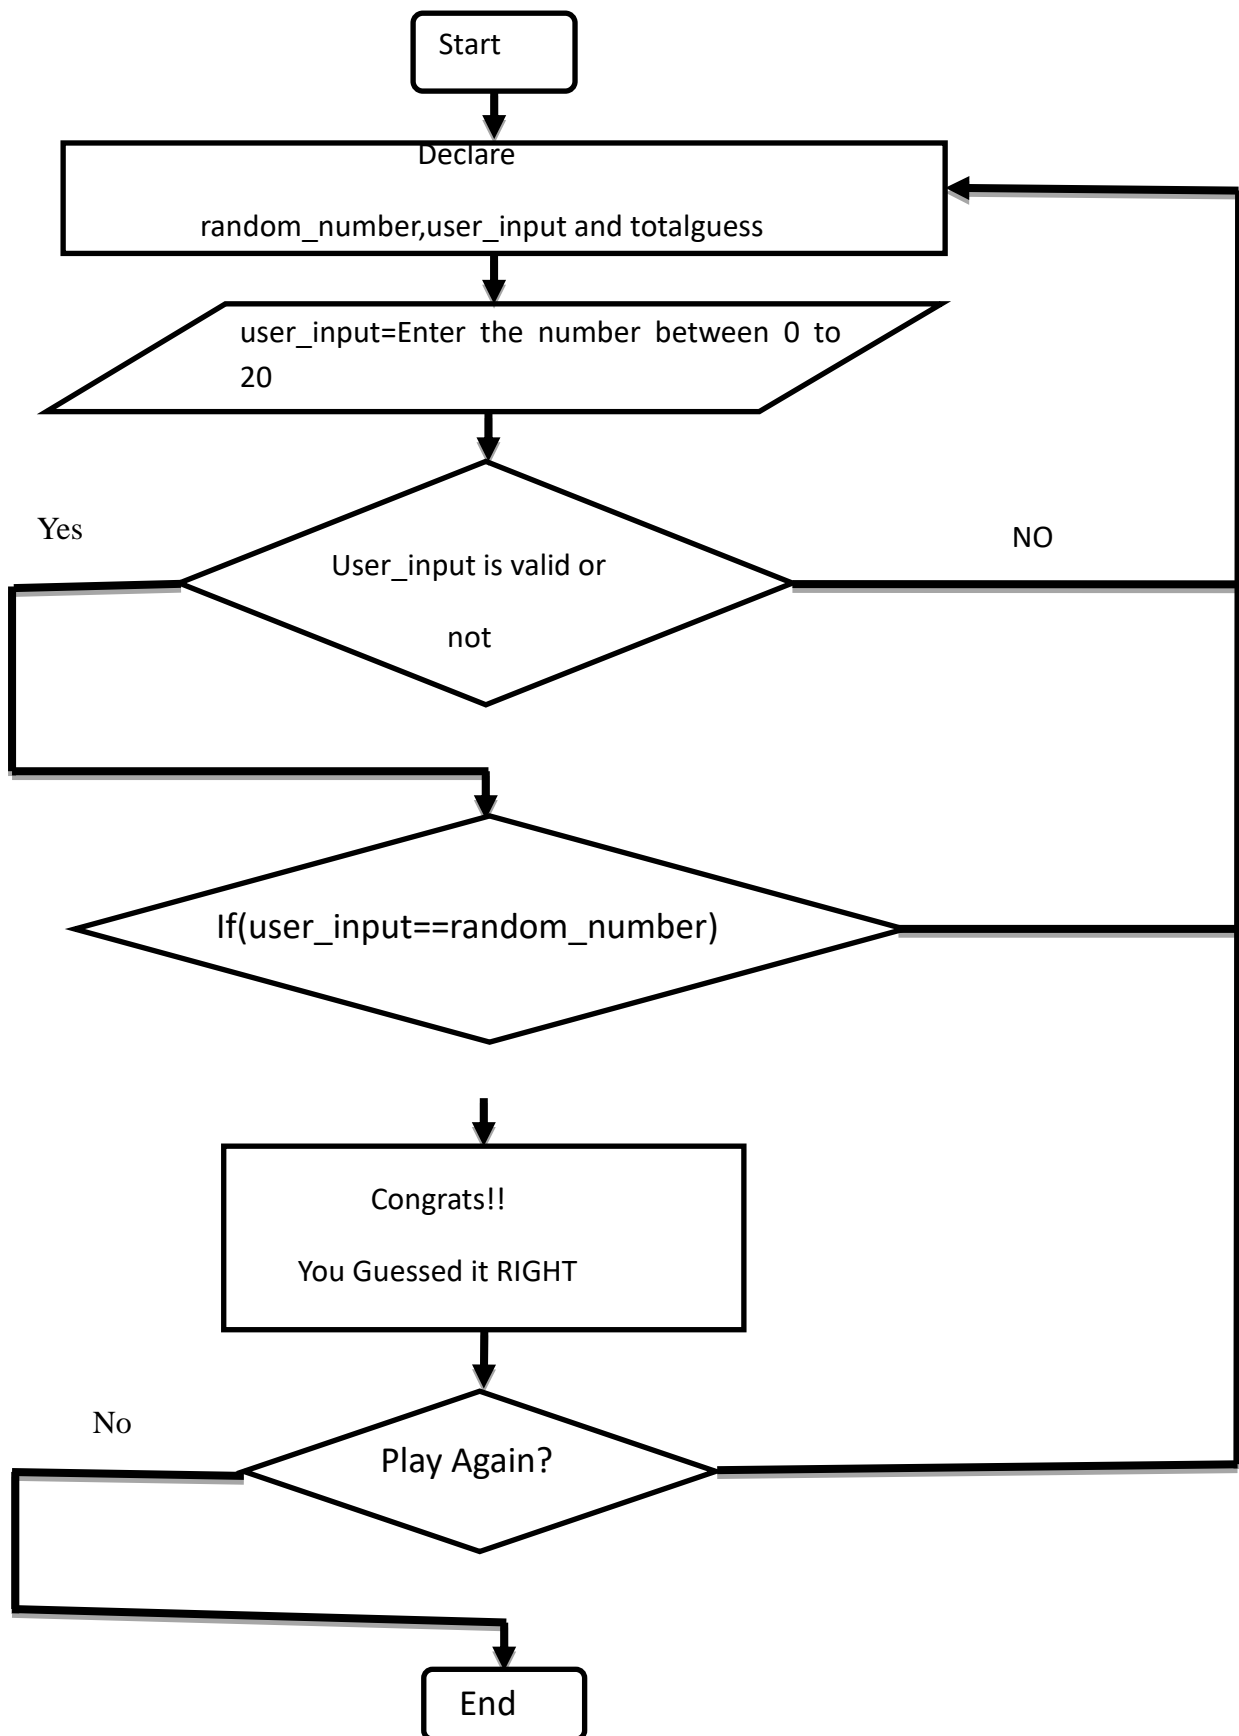 Start
Declare
random_number,user_input and totalguess
user_input=Enter the number between 0 to
20
Yes
NO
User_input is valid or
not
If(user_input==random_number)
Congrats!!
You Guessed it RIGHT
No
Play Again?
End